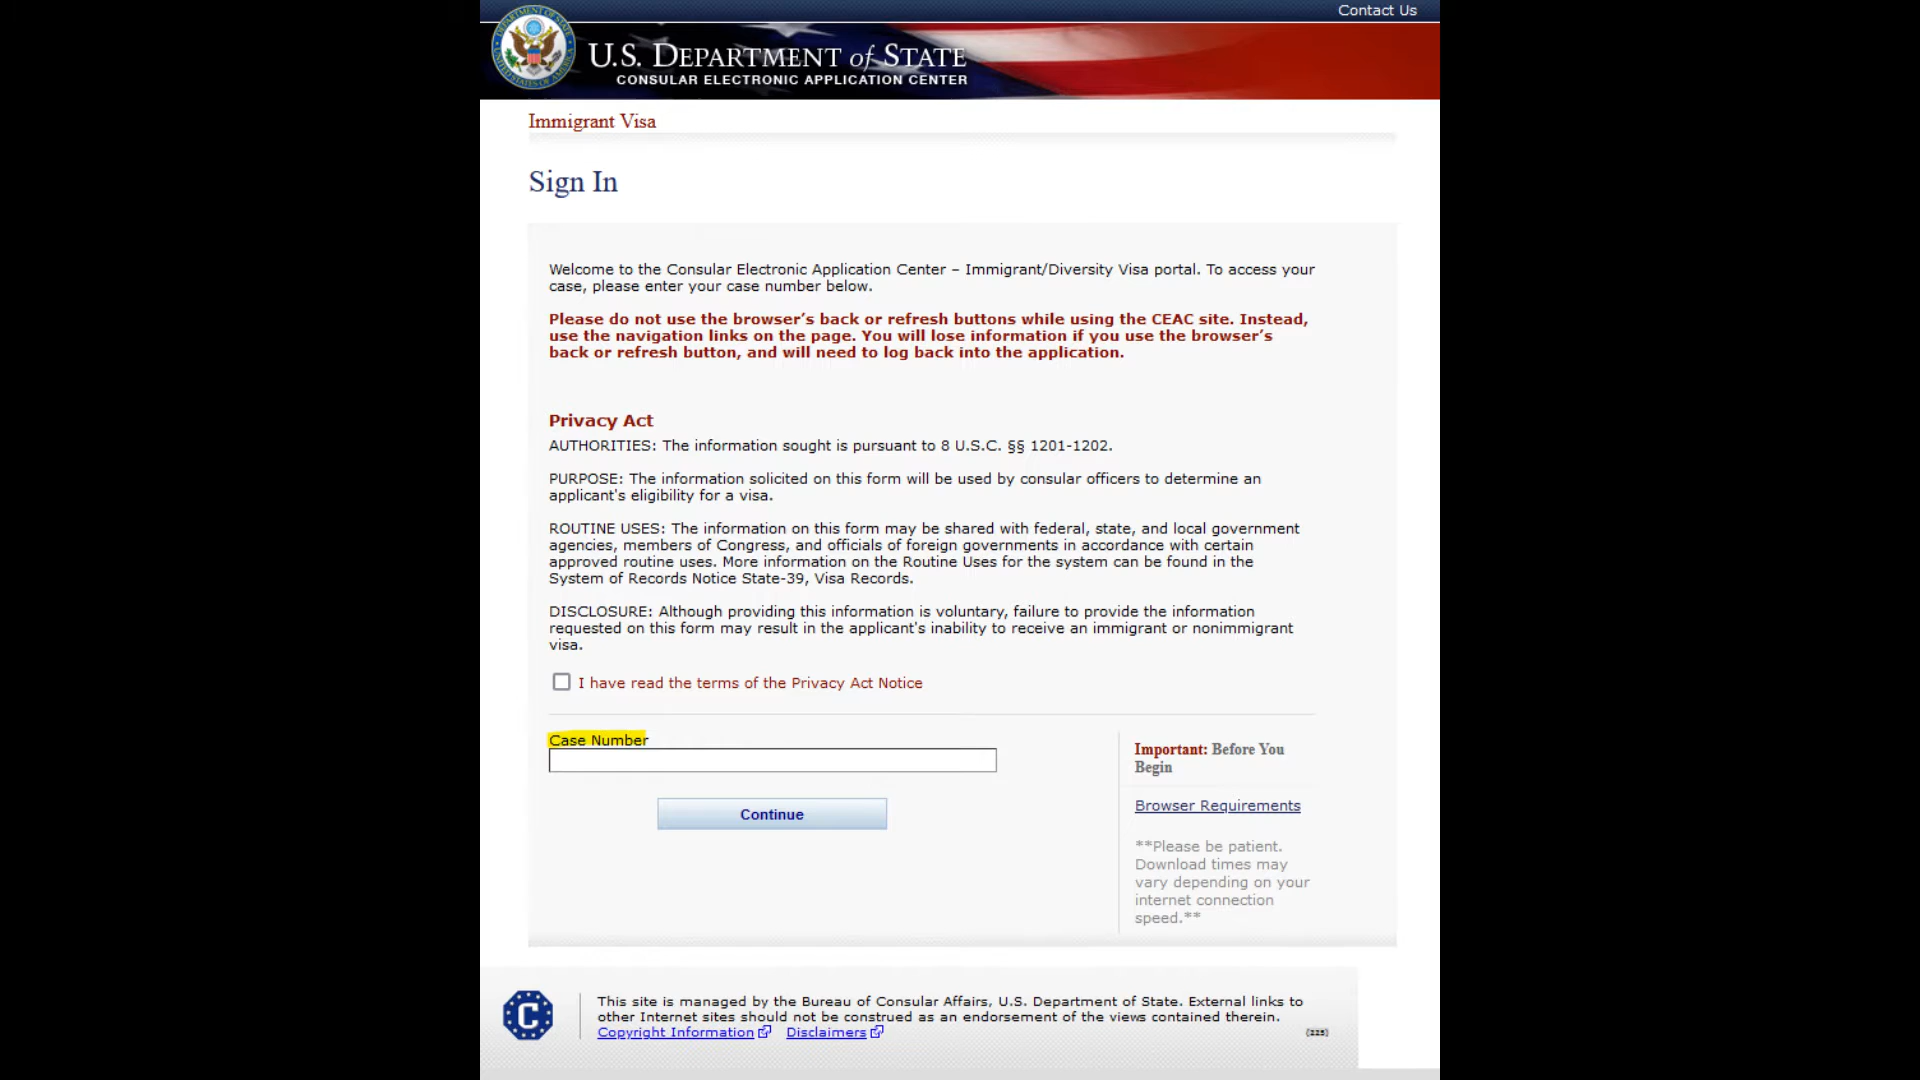 Contact Us
U.S. DEPARTMENT of STATE
CONSULAR ELECTRONIC APPLICATION CENTER
Immigrant Visa
Sign In
Welcome to the Consular Electronic Application Center – Immigrant/Diversity Visa portal. To access your
case, please enter your case number below.
Please do not use the browser’s back or refresh buttons while using the CEAC site. Instead,
use the navigation links on the page. You will lose information if you use the browser’s
back or refresh button, and will need to log back into the application.
Privacy Act
AUTHORITIES: The information sought is pursuant to 8 U.S.C. §§ 1201-1202.
PURPOSE: The information solicited on this form will be used by consular officers to determine an
applicant's eligibility for a visa.
ROUTINE USES: The information on this form may be shared with federal, state, and local government
agencies, members of Congress, and officials of foreign governments in accordance with certain
approved routine uses. More information on the Routine Uses for the system can be found in the
System of Records Notice State-39, Visa Records.
DISCLOSURE: Although providing this information is voluntary, failure to provide the information
requested on this form may result in the applicant's inability to receive an immigrant or nonimmigrant
visa.
I have read the terms of the Privacy Act Notice
Case Number
Continue
Important: Before You
Begin
Browser Requirements
**Please be patient.
Download times may
vary depending on your
internet connection
speed.**
C
This site is managed by the Bureau of Consular Affairs, U.S. Department of State. External links to
other Internet sites should not be construed as an endorsement of the views contained therein.
Copyright Information Disclaimers